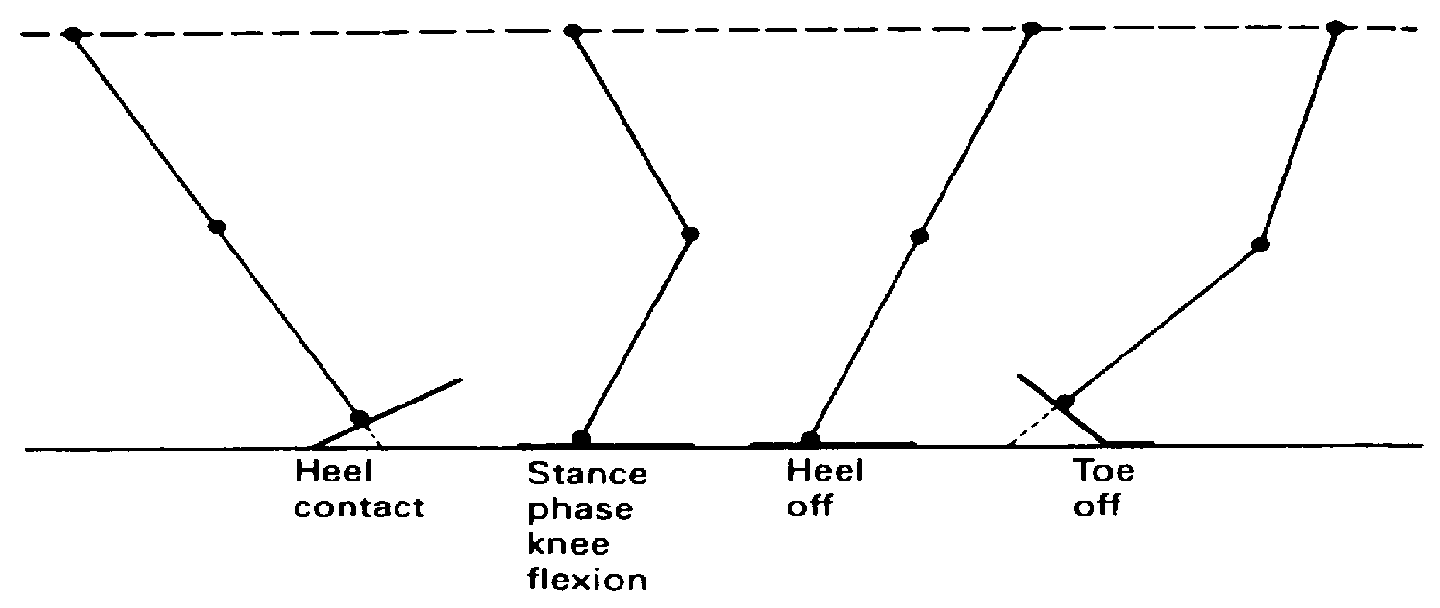 Heel
contact
Stance
phase
knee
flexion
Heel
off
Toe
off